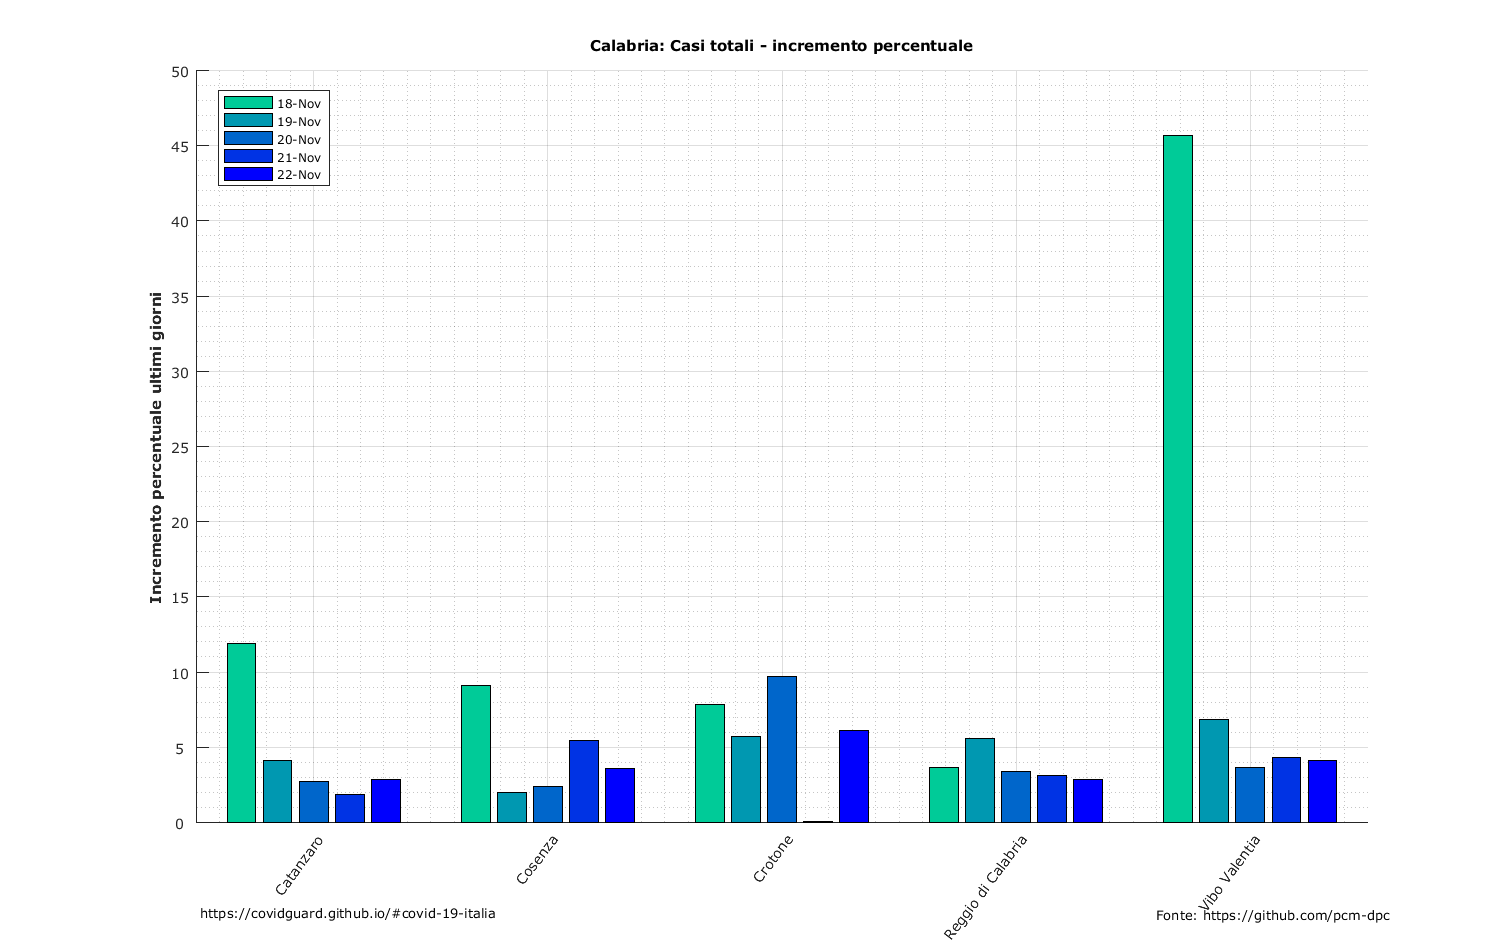 Calabria: Casi totali - incremento percentuale
50
45
40
35
30
25
20
15
10
5
0
Incremento percentuale ultimi giorni
18-Nov
19-Nov
20-Nov
21-Nov
22-Nov
Catanzaro
Cosenza
Crotone
Reggio di Calabria
Vibo Valentia
https://covidguard.github.io/#covid-19-italia
Fonte: https://github.com/pcm-dpc